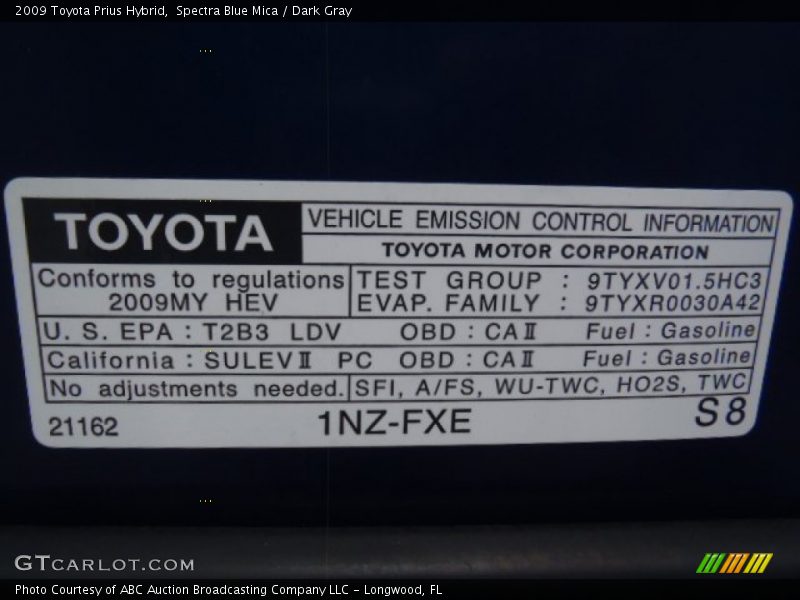 2009 Toyota Prius Hybrid,  Spectra Blue Mica / Dark Gray
TOYOTA
VEHICLE EMISSION CONTROL INFORMATION
TOYOTA MOTOR CORPORATION
Conforms to regulations
2009MY HEV
TEST GROUP : 9TYXV01.5HC3
EVAP. FAMILY : 9TYXR0030A42
U. S. EPA : T2B3 LDV OBD : CAⅡ Fuel : Gasoline
California : SULEVⅡ PC OBD : CAⅡ Fuel : Gasoline
No adjustments needed. SFI, A/FS, WU-TWC, HO2S, TWC
21162 1NZ-FXE S8
GTCARLOT.COM
Photo Courtesy of ABC Auction Broadcasting Company LLC - Longwood, FL